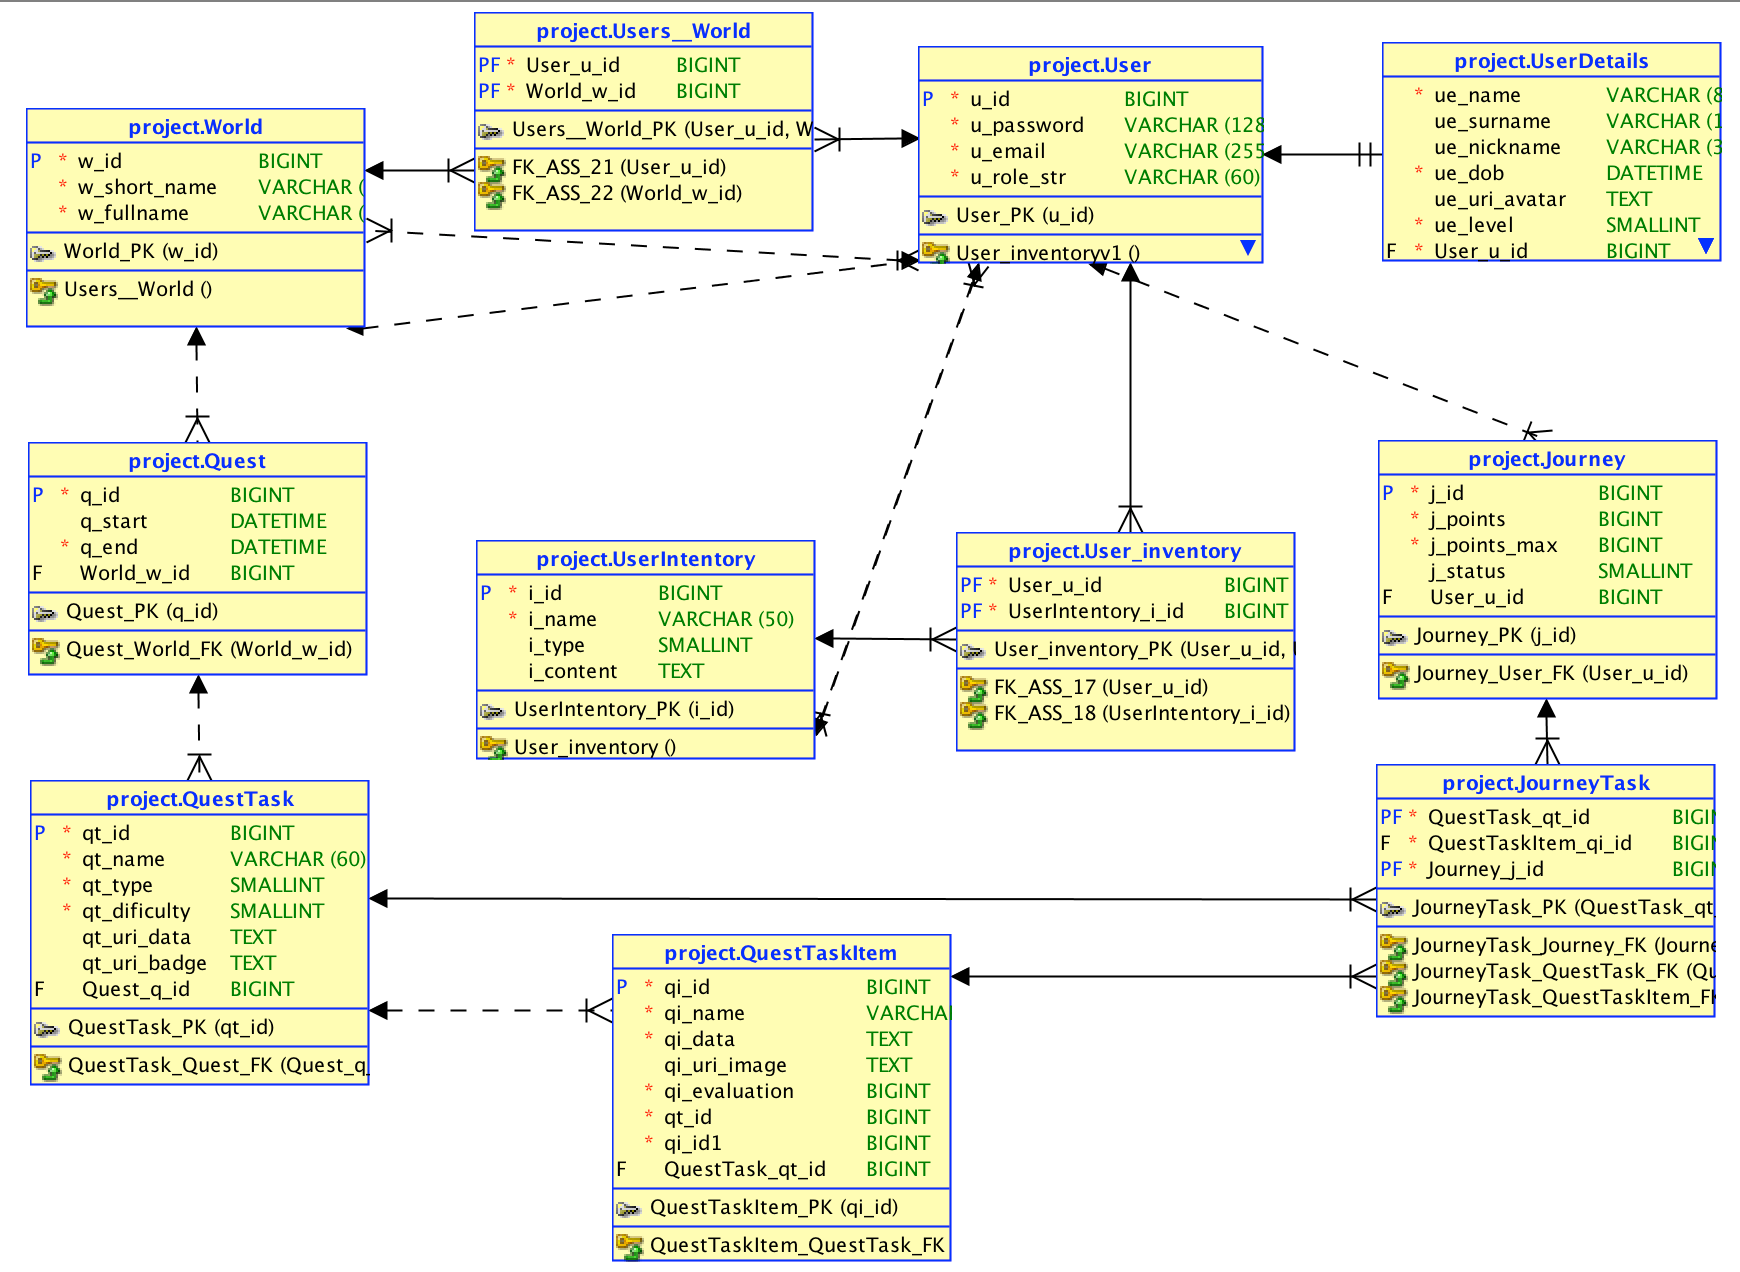 project.Users__World
PF * User_u_id BIGINT
PF * World_w_id BIGINT
Users__World_PK (User_u_id, W
FK_ASS_21 (User_u_id)
FK_ASS_22 (World_w_id)
project.User
P * u_id BIGINT
* u_password VARCHAR (128
* u_email VARCHAR (255
* u_role_str VARCHAR (60)
User_PK (u_id)
User_inventoryv1 ()
project.UserDetails
* ue_name VARCHAR (8
ue_surname VARCHAR (1
ue_nickname VARCHAR (3
* ue_dob DATETIME
ue_uri_avatar TEXT
* ue_level SMALLINT
F * User_u_id BIGINT
project.World
P * w_id BIGINT
* w_short_name VARCHAR (
* w_fullname VARCHAR (
World_PK (w_id)
Users__World ()
project.Quest
P * q_id BIGINT
q_start DATETIME
* q_end DATETIME
F World_w_id BIGINT
Quest_PK (q_id)
Quest_World_FK (World_w_id)
project.UserIntentory
P * i_id BIGINT
* i_name VARCHAR (50)
i_type SMALLINT
i_content TEXT
UserIntentory_PK (i_id)
User_inventory ()
project.User_inventory
PF * User_u_id BIGINT
PF * UserIntentory_i_id BIGINT
User_inventory_PK (User_u_id,
FK_ASS_17 (User_u_id)
FK_ASS_18 (UserIntentory_i_id)
project.Journey
P * j_id BIGINT
* j_points BIGINT
* j_points_max BIGINT
j_status SMALLINT
F User_u_id BIGINT
Journey_PK (j_id)
Journey_User_FK (User_u_id)
project.QuestTask
P * qt_id BIGINT
* qt_name VARCHAR (60)
* qt_type SMALLINT
* qt_dificulty SMALLINT
qt_uri_data TEXT
qt_uri_badge TEXT
F Quest_q_id BIGINT
QuestTask_PK (qt_id)
QuestTask_Quest_FK (Quest_q_
project.JourneyTask
PF * QuestTask_qt_id BIGI
F * QuestTaskItem_qi_id BIGI
PF * Journey_j_id BIGI
JourneyTask_PK (QuestTask_qt_
JourneyTask_Journey_FK (Journe
JourneyTask_QuestTask_FK (Qu
JourneyTask_QuestTaskItem_F
project.QuestTaskItem
P * qi_id BIGINT
* qi_name VARCHA
* qi_data TEXT
qi_uri_image TEXT
* qi_evaluation BIGINT
* qt_id BIGINT
* qi_id1 BIGINT
F QuestTask_qt_id BIGINT
QuestTaskItem_PK (qi_id)
QuestTaskItem_QuestTask_FK